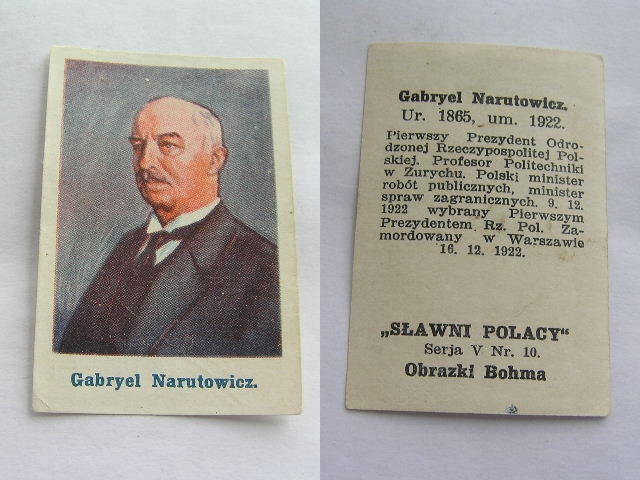 Gabryel Narutowicz.
Gabryel Narutowicz.
Ur. 1865, um. 1922.
Pierwszy Prezydent Odro-
dzonej Rzeczypospolitej Pol-
skiej. Profesor Politechniki
w Zurychu. Polski minister
robót publicznych, minister
spraw zagranicznych. 9. 12.
1922 wybrany Pierwszym
Prezydentem Rz. Pol. Za-
mordowany w Warszawie
16. 12. 1922.
„SŁAWNI POLACY"
Serja V Nr. 10.
Obrazki Bohma